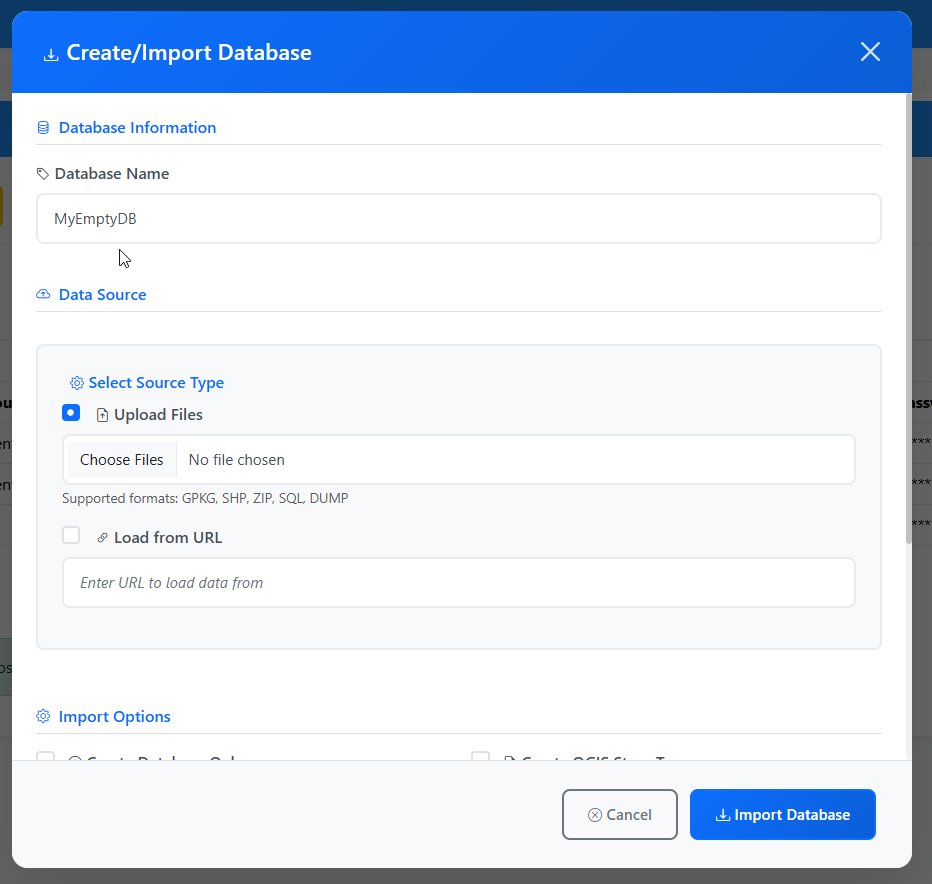 Create/Import Database
Database Information
Database Name
MyEmptyDB
Data Source
Select Source Type
Upload Files
Choose Files No file chosen
Supported formats: GPKG, SHP, ZIP, SQL, DUMP
Load from URL
Enter URL to load data from
Import Options
Cancel Import Database